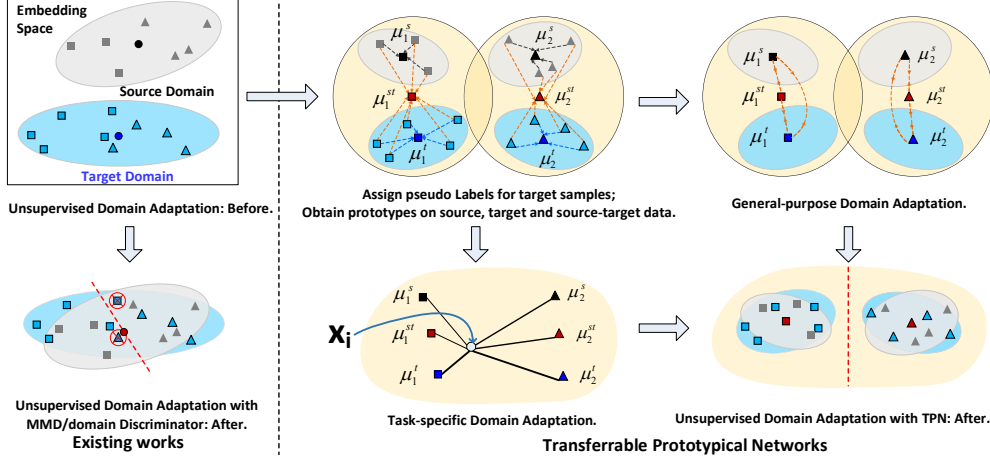 Embedding
Space
Source Domain
Target Domain
Unsupervised Domain Adaptation: Before.
Unsupervised Domain Adaptation with
MMD/domain Discriminator: After.
Existing works
μ₁ˢ
μ₂ˢ
μ₁ˢᵗ
μ₂ˢᵗ
μ₁ᵗ
μ₂ᵗ
Assign pseudo Labels for target samples;
Obtain prototypes on source, target and source-target data.
μ₁ˢ
μ₂ˢ
μ₁ˢᵗ
μ₂ˢᵗ
μ₁ᵗ
μ₂ᵗ
General-purpose Domain Adaptation.
μ₁ˢ
μ₂ˢ
Xᵢ
μ₁ˢᵗ
μ₂ˢᵗ
μ₁ᵗ
μ₂ᵗ
Task-specific Domain Adaptation.
Unsupervised Domain Adaptation with TPN: After.
Transferrable Prototypical Networks